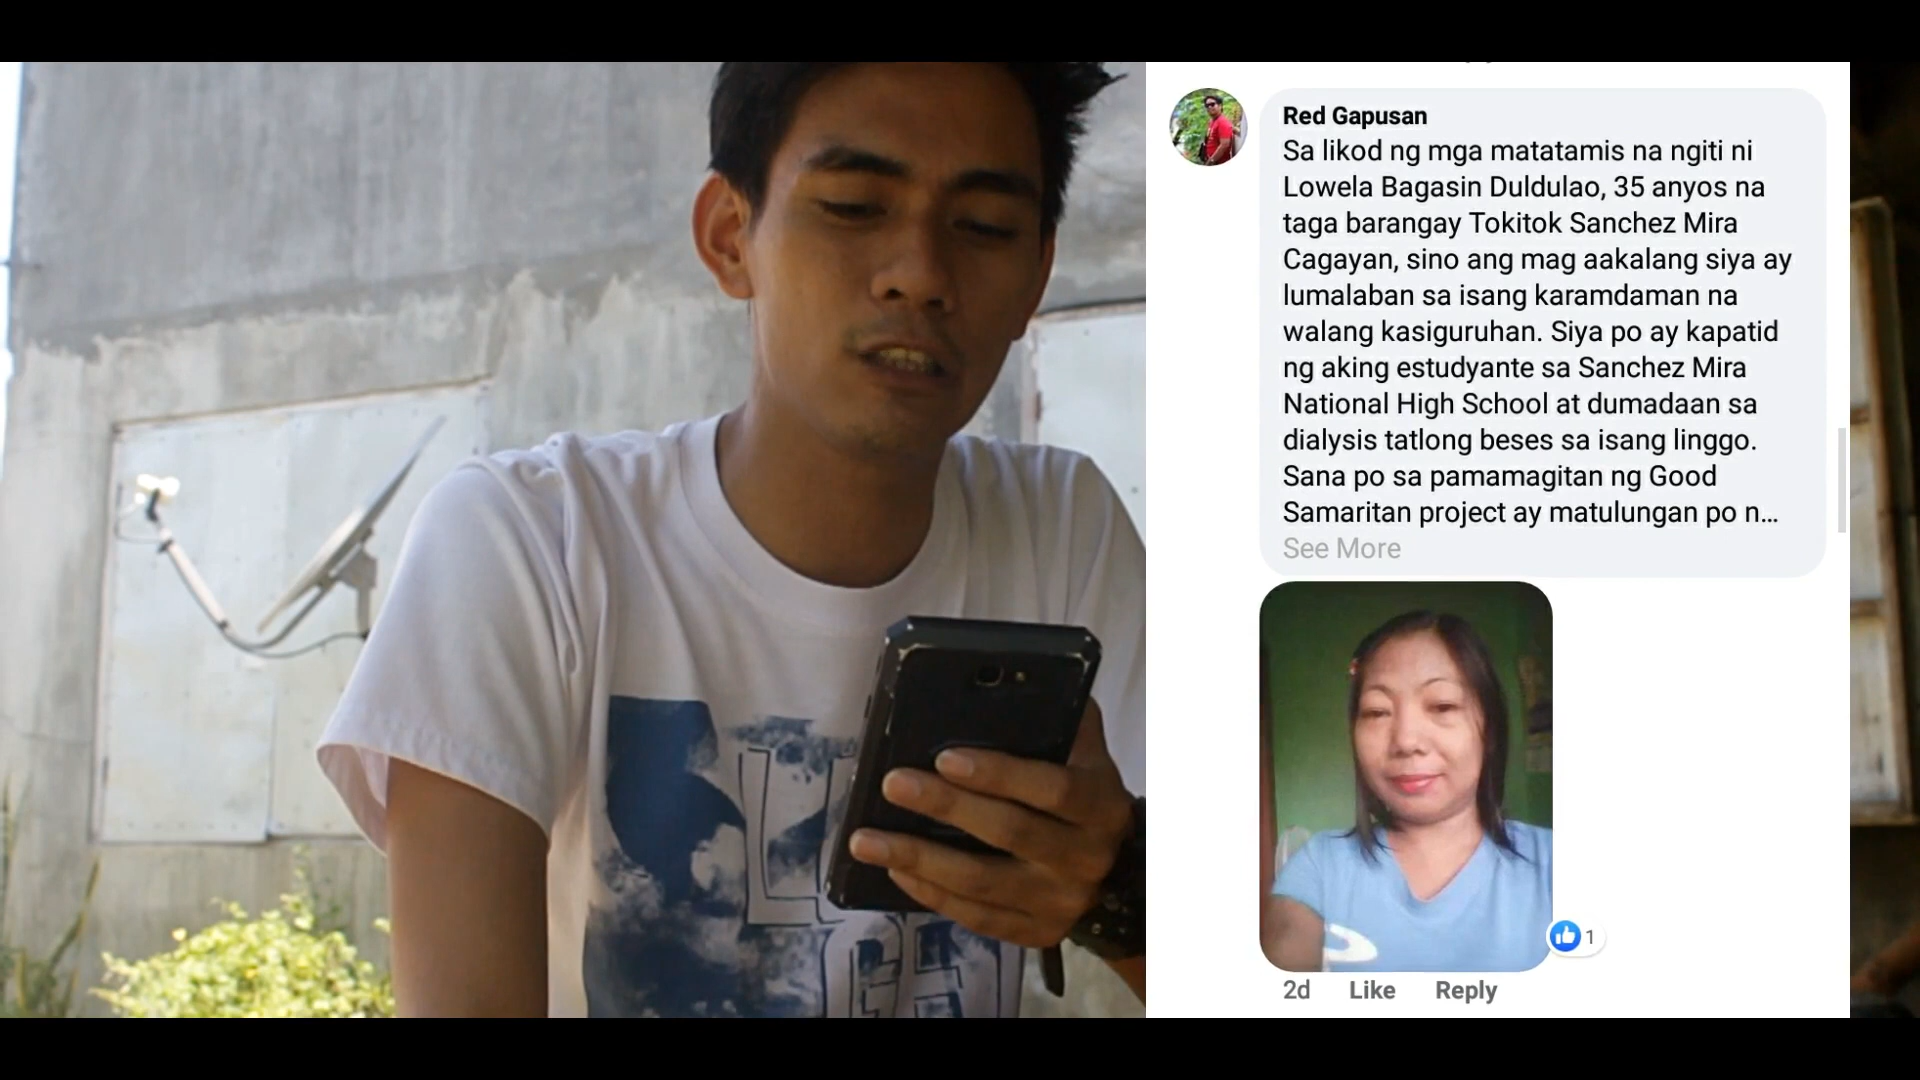 Red Gapusan
Sa likod ng mga matatamis na ngiti ni
Lowela Bagasin Duldulao, 35 anyos na
taga barangay Tokitok Sanchez Mira
Cagayan, sino ang mag aakalang siya ay
lumalaban sa isang karamdaman na
walang kasiguruhan. Siya po ay kapatid
ng aking estudyante sa Sanchez Mira
National High School at dumadaan sa
dialysis tatlong beses sa isang linggo.
Sana po sa pamamagitan ng Good
Samaritan project ay matulungan po n...
See More
1
2d Like Reply